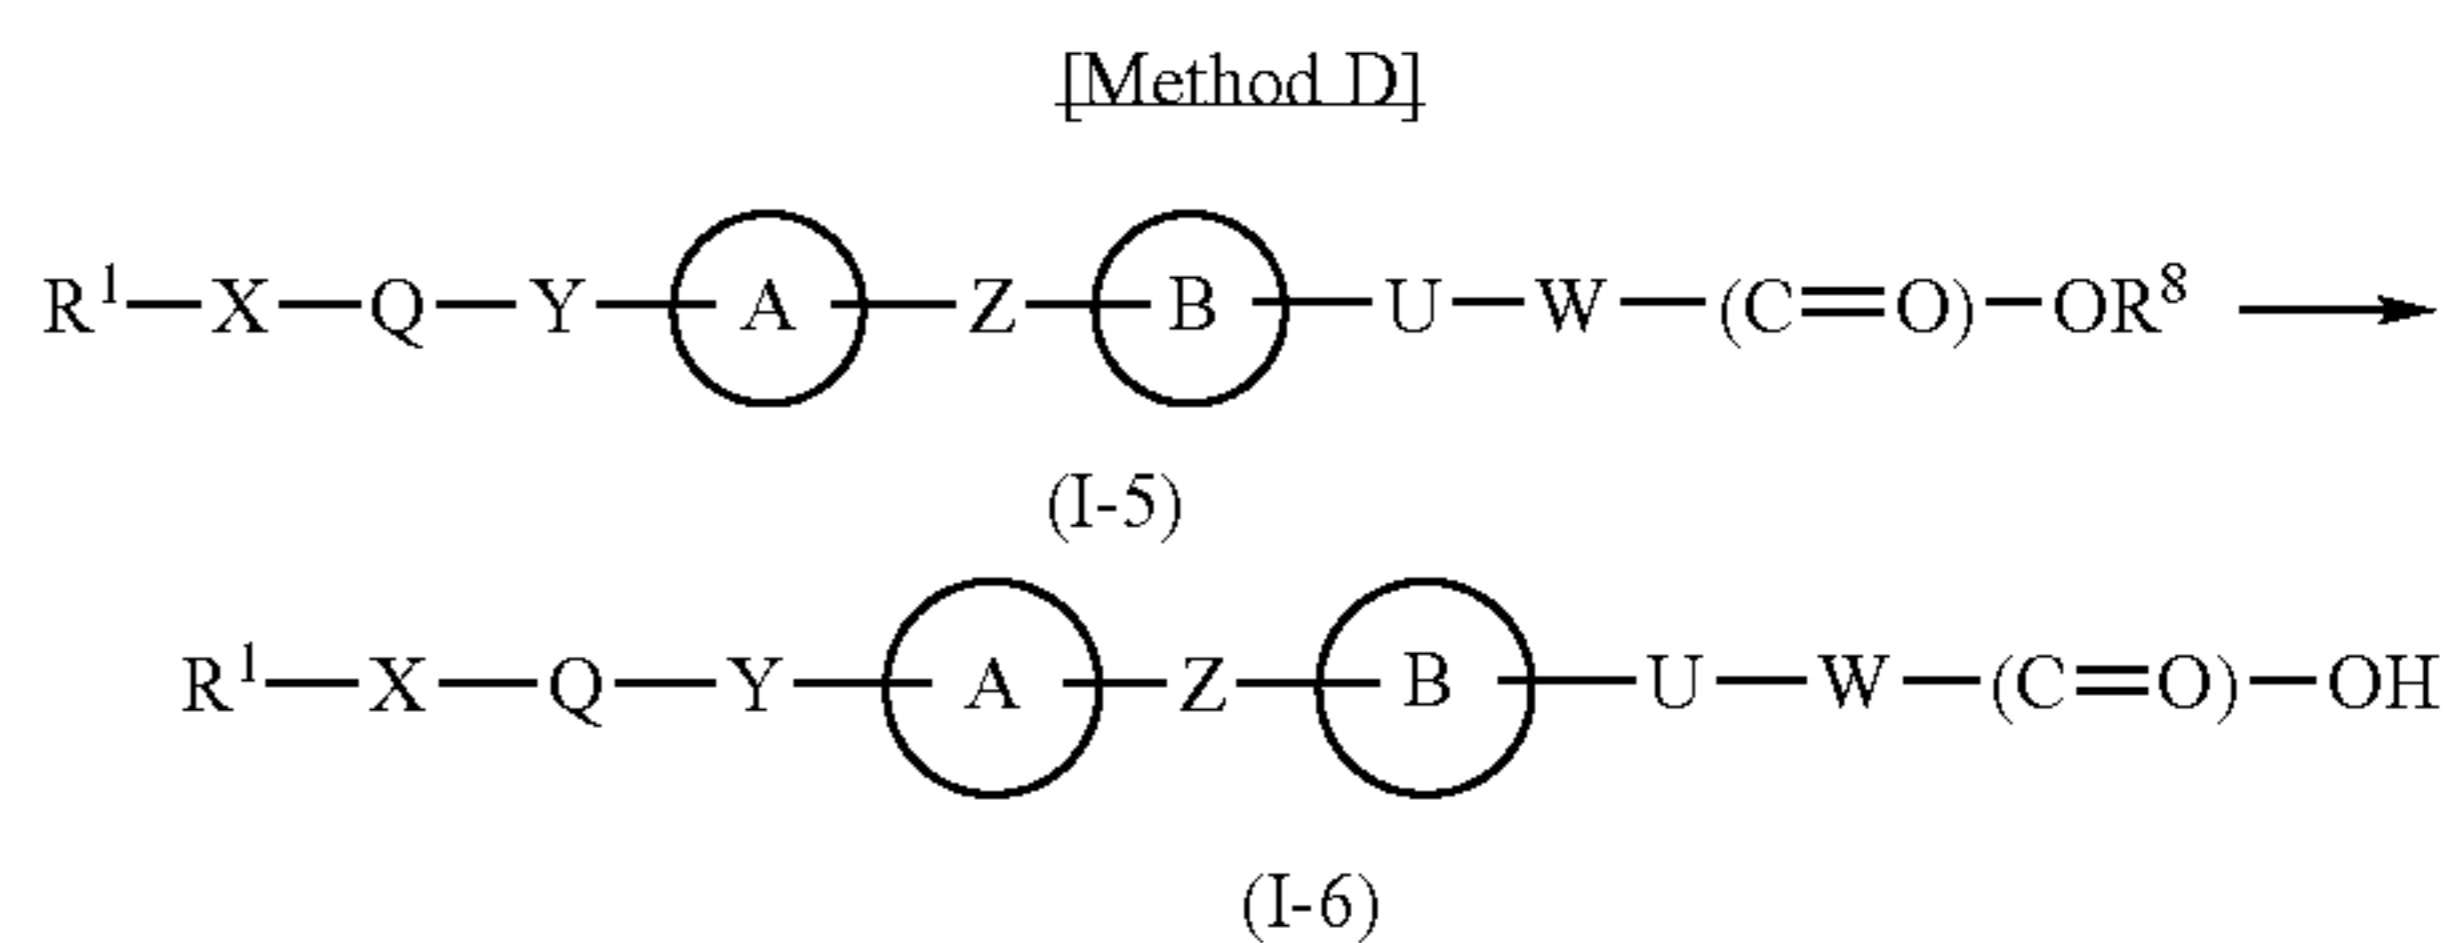 [Method D]
R¹—X—Q—Y—A—Z—B—U—W—(C=O)—OR⁸
(I-5)
R¹—X—Q—Y—A—Z—B—U—W—(C=O)—OH
(I-6)